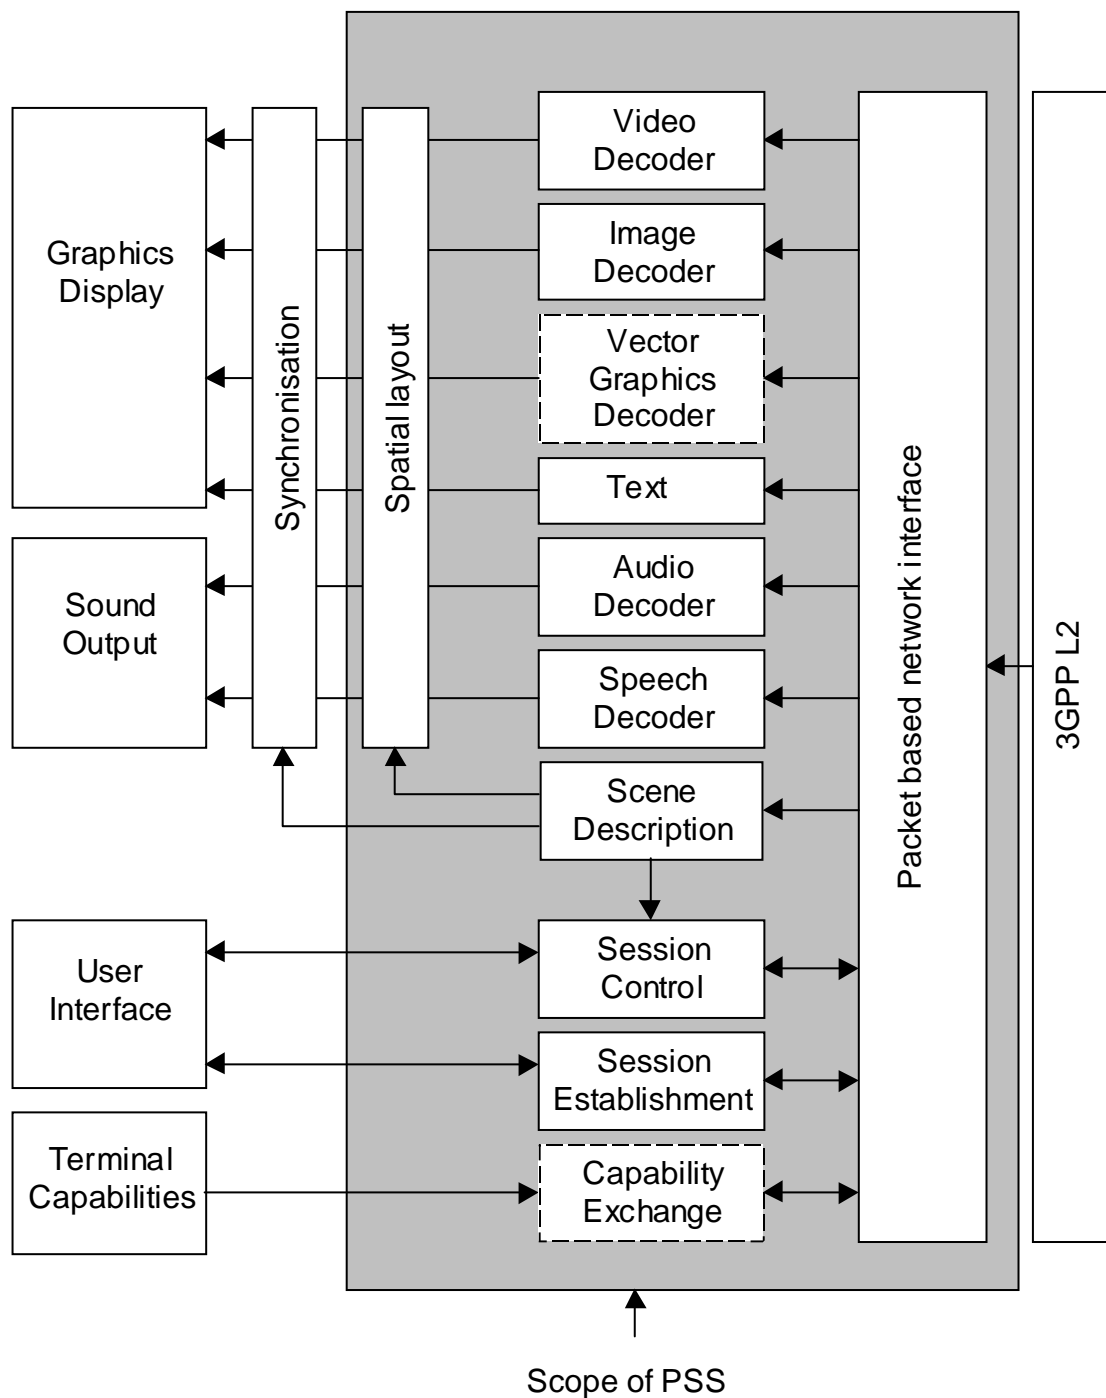 Video
Decoder
Image
Decoder
Graphics
Display
Vector
Graphics
Decoder
Synchronisation
Spatial layout
Text
Audio
Decoder
Sound
Output
Speech
Decoder
Scene
Description
Packet based network interface
3GPP L2
User
Interface
Session
Control
Session
Establishment
Terminal
Capabilities
Capability
Exchange
Scope of PSS